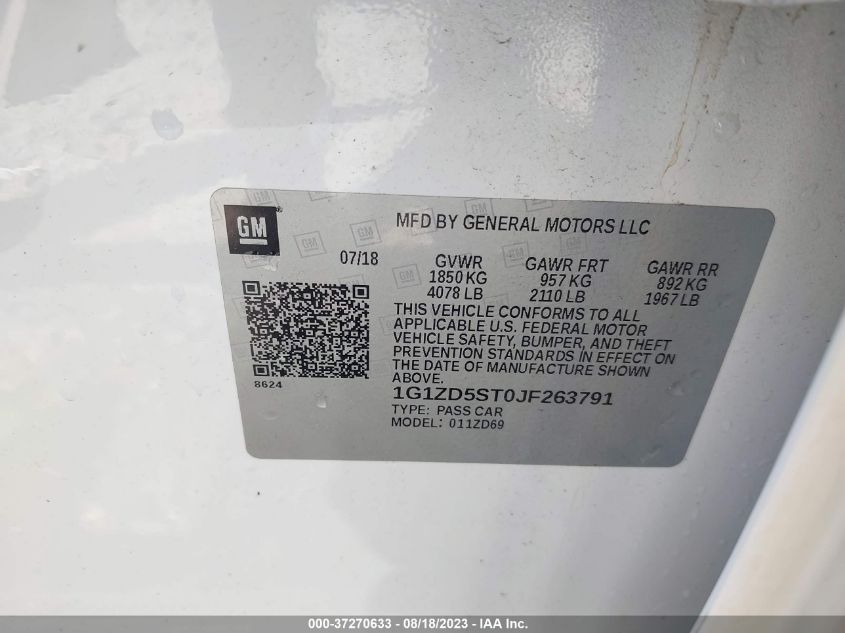 GM
MFD BY GENERAL MOTORS LLC
07/18
GVWR GAWR FRT GAWR RR
1850 KG 957 KG 892 KG
4078 LB 2110 LB 1967 LB
THIS VEHICLE CONFORMS TO ALL
APPLICABLE U.S. FEDERAL MOTOR
VEHICLE SAFETY, BUMPER, AND THEFT
PREVENTION STANDARDS IN EFFECT ON
THE DATE OF MANUFACTURE SHOWN
ABOVE.
8624
1G1ZD5ST0JF263791
TYPE: PASS CAR
MODEL: 011ZD69
000-37270633 - 08/18/2023 - IAA Inc.